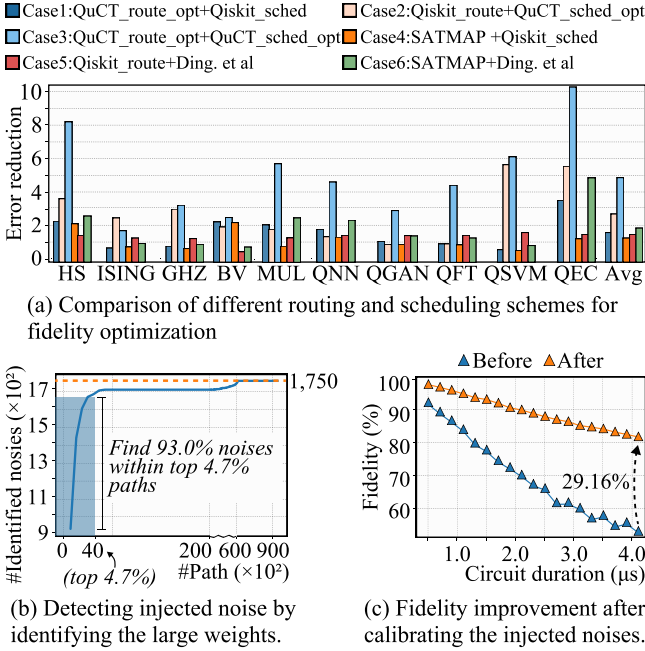 Case1:QuCT_route_opt+Qiskit_sched
Case2:Qiskit_route+QuCT_sched_opt
Case3:QuCT_route_opt+QuCT_sched_opt
Case4:SATMAP +Qiskit_sched
Case5:Qiskit_route+Ding. et al
Case6:SATMAP+Ding. et al
Error reduction
10
8
6
4
2
0
HS ISING GHZ BV MUL QNN QGAN QFT QSVM QEC Avg
(a) Comparison of different routing and scheduling schemes for
fidelity optimization
#Identified nosies (×10²)
17
15
13
11
9
1,750
Find 93.0% noises
within top 4.7%
paths
0 40 200 600 900
(top 4.7%)
#Path (×10²)
(b) Detecting injected noise by
identifying the large weights.
Before After
Fidelity (%)
100
90
80
70
60
29.16%
1.0 2.0 3.0 4.0
Circuit duration (μs)
(c) Fidelity improvement after
calibrating the injected noises.